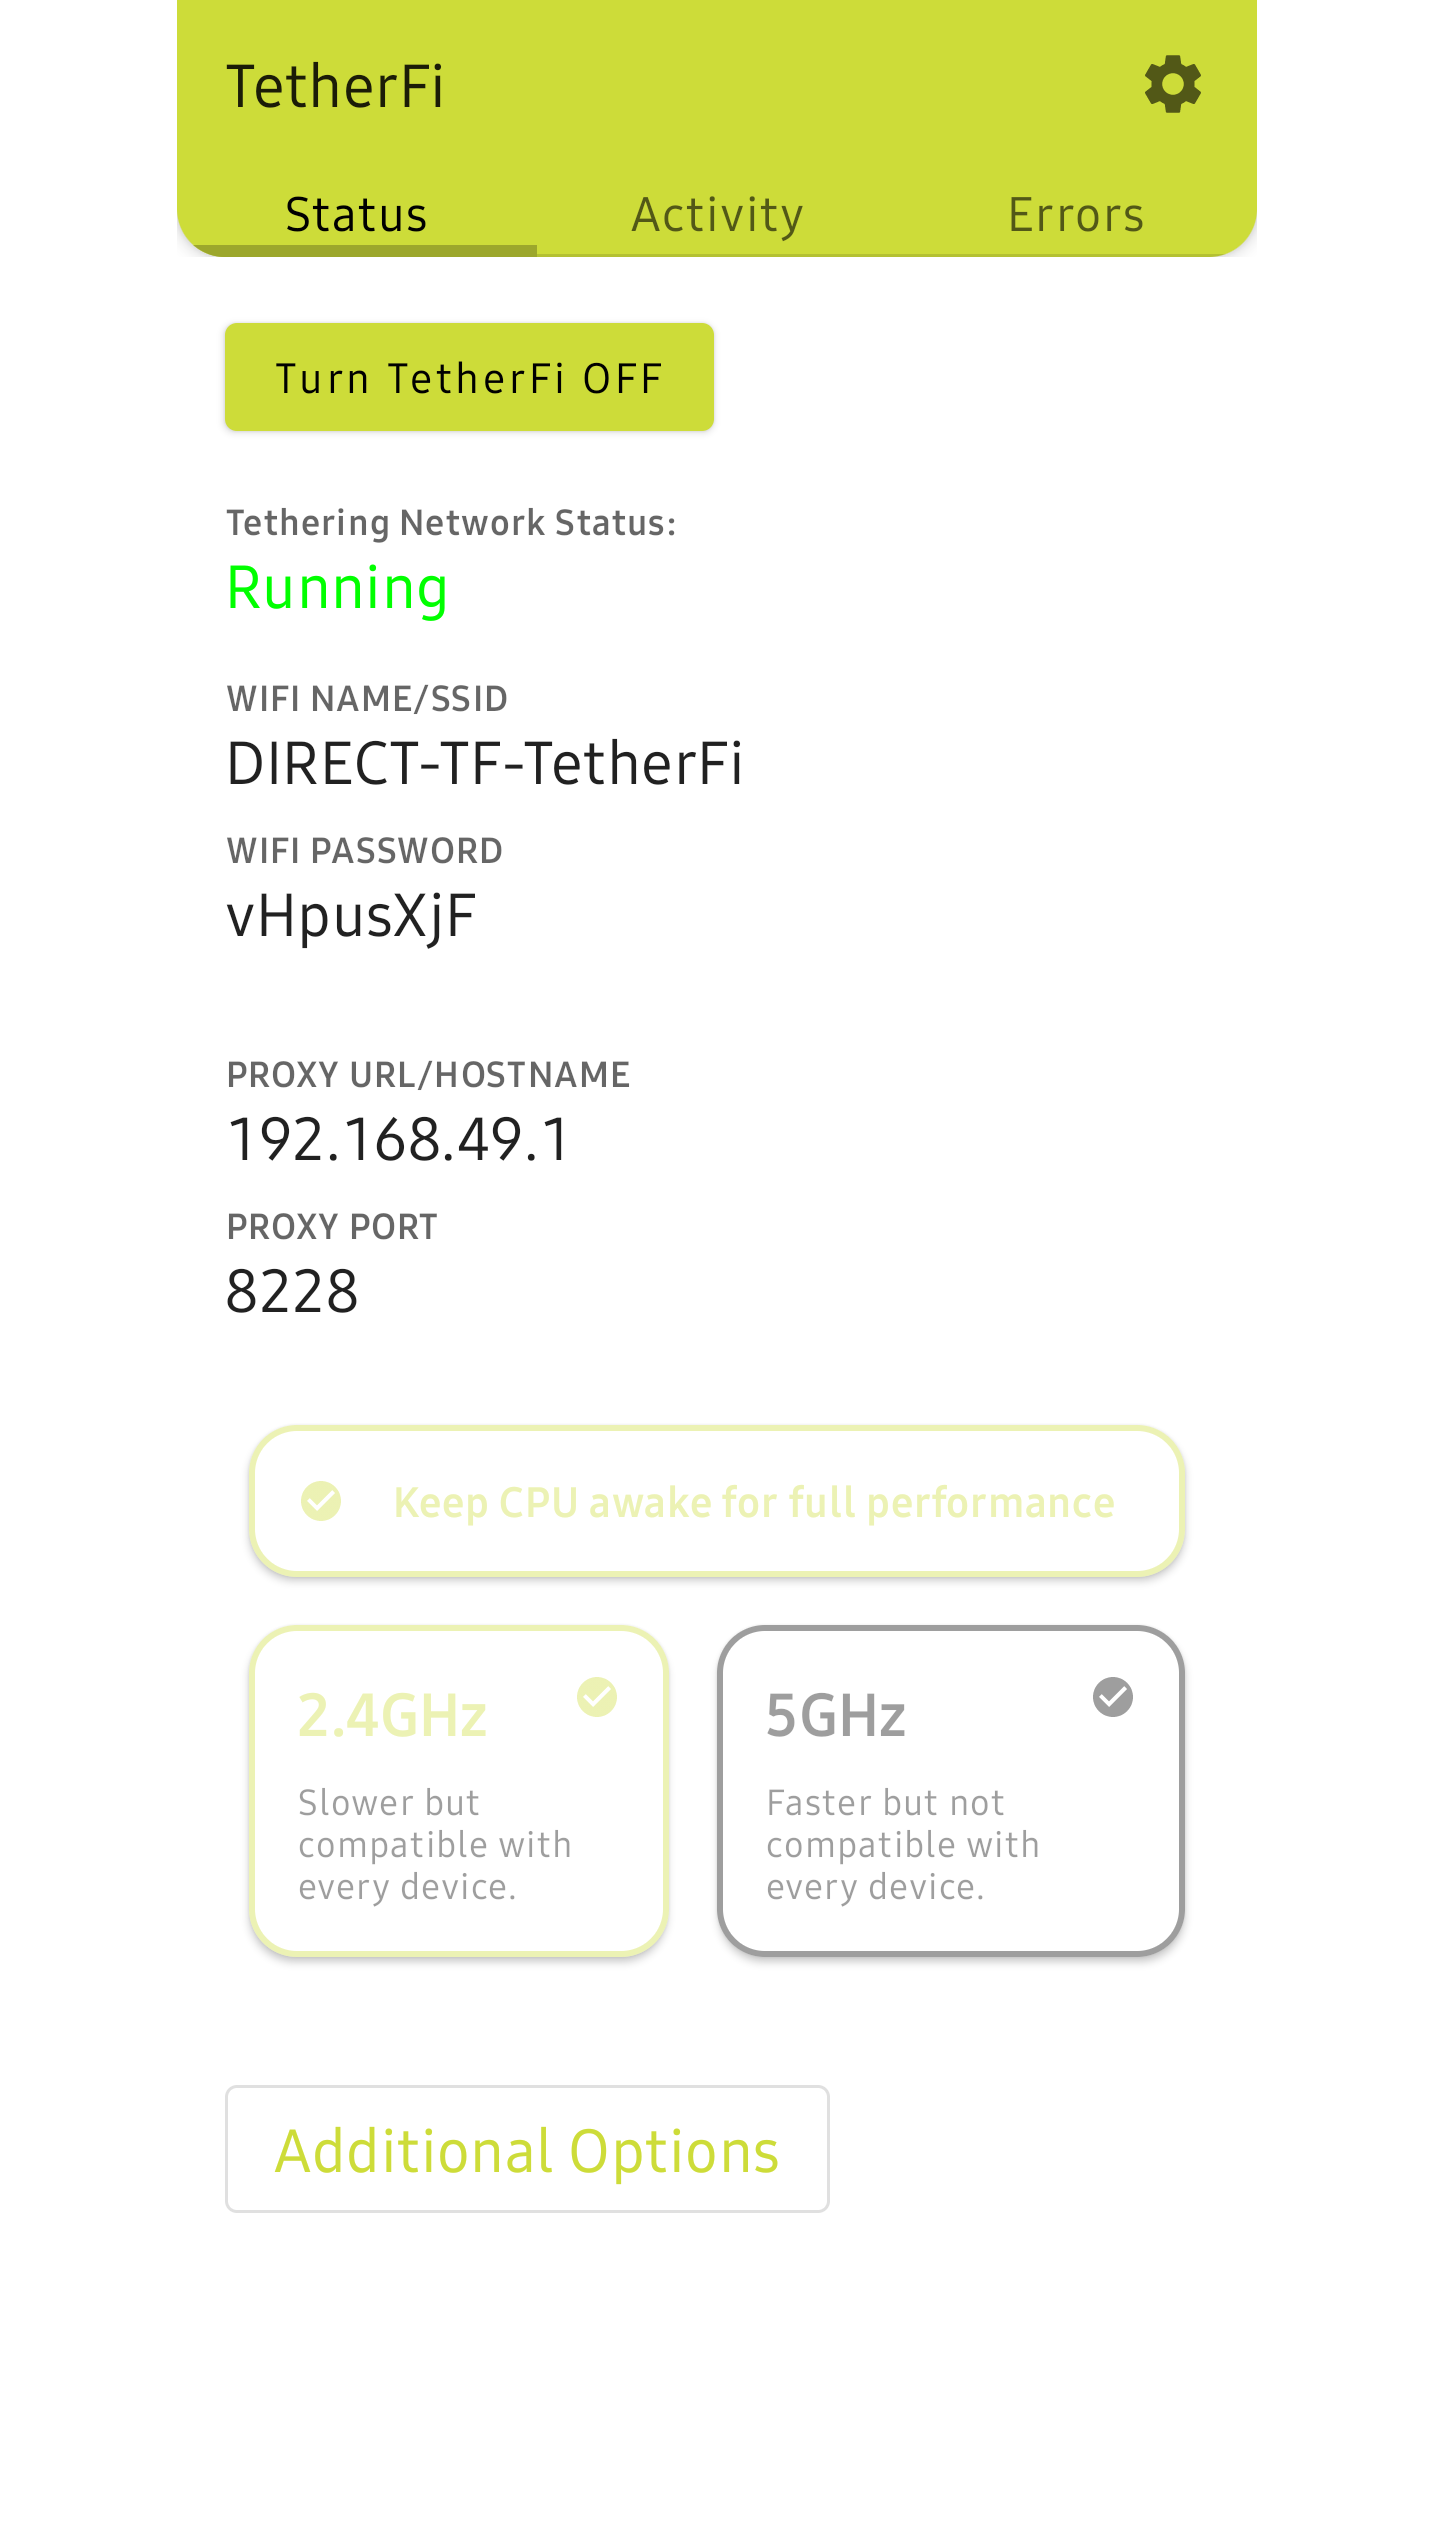 TetherFi
Status Activity Errors
Turn TetherFi OFF
Tethering Network Status:
Running
WIFI NAME/SSID
DIRECT-TF-TetherFi
WIFI PASSWORD
vHpusXjF
PROXY URL/HOSTNAME
192.168.49.1
PROXY PORT
8228
Keep CPU awake for full performance
2.4GHz
Slower but
compatible with
every device.
5GHz
Faster but not
compatible with
every device.
Additional Options